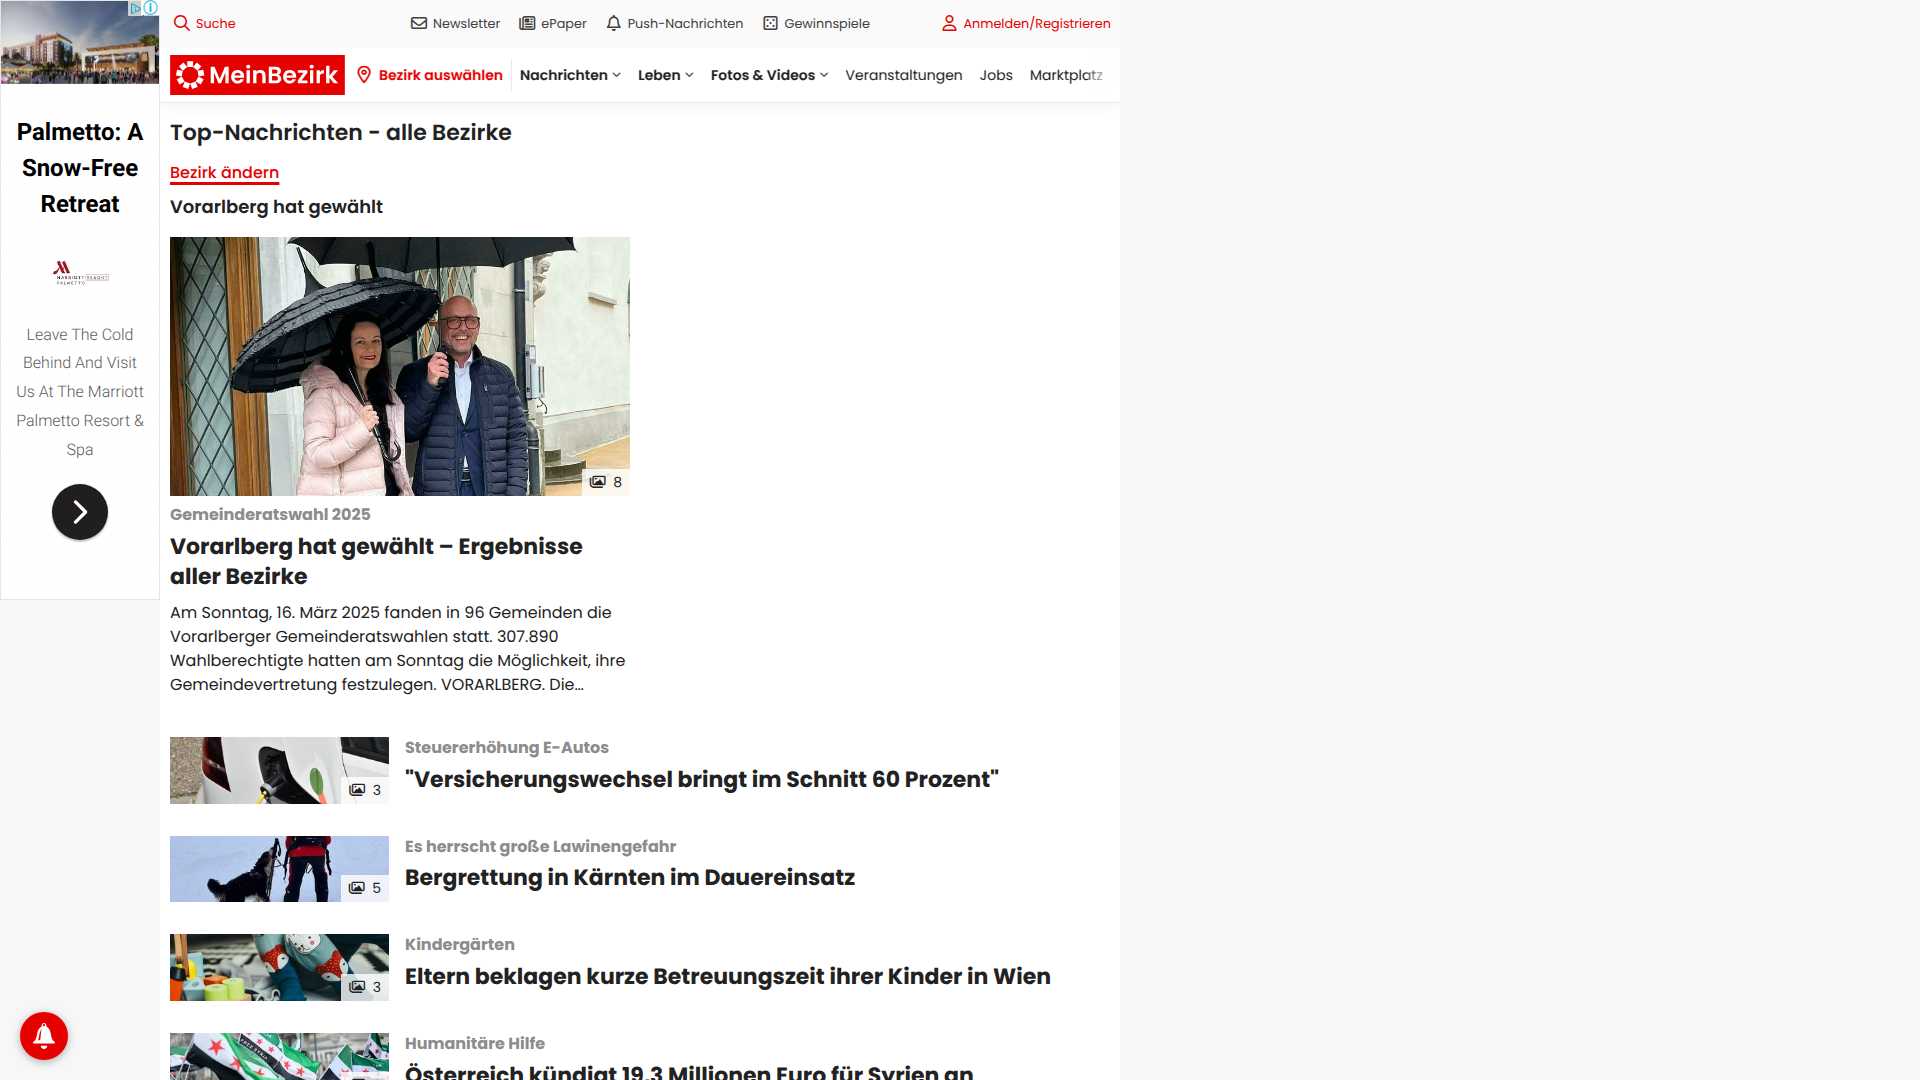 Suche
Newsletter
ePaper
Push-Nachrichten
Gewinnspiele
Anmelden/Registrieren
MeinBezirk
Bezirk auswählen
Nachrichten
Leben
Fotos & Videos
Veranstaltungen
Jobs
Marktplatz
Palmetto: A
Snow-Free
Retreat
Leave The Cold
Behind And Visit
Us At The Marriott
Palmetto Resort &
Spa
Top-Nachrichten - alle Bezirke
Bezirk ändern
Vorarlberg hat gewählt
8
Gemeinderatswahl 2025
Vorarlberg hat gewählt – Ergebnisse
aller Bezirke
Am Sonntag, 16. März 2025 fanden in 96 Gemeinden die
Vorarlberger Gemeinderatswahlen statt. 307.890
Wahlberechtigte hatten am Sonntag die Möglichkeit, ihre
Gemeindevertretung festzulegen. VORARLBERG. Die...
3
Steuererhöhung E-Autos
"Versicherungswechsel bringt im Schnitt 60 Prozent"
5
Es herrscht große Lawinengefahr
Bergrettung in Kärnten im Dauereinsatz
3
Kindergärten
Eltern beklagen kurze Betreuungszeit ihrer Kinder in Wien
Humanitäre Hilfe
Österreich kündigt 19,3 Millionen Euro für Syrien an